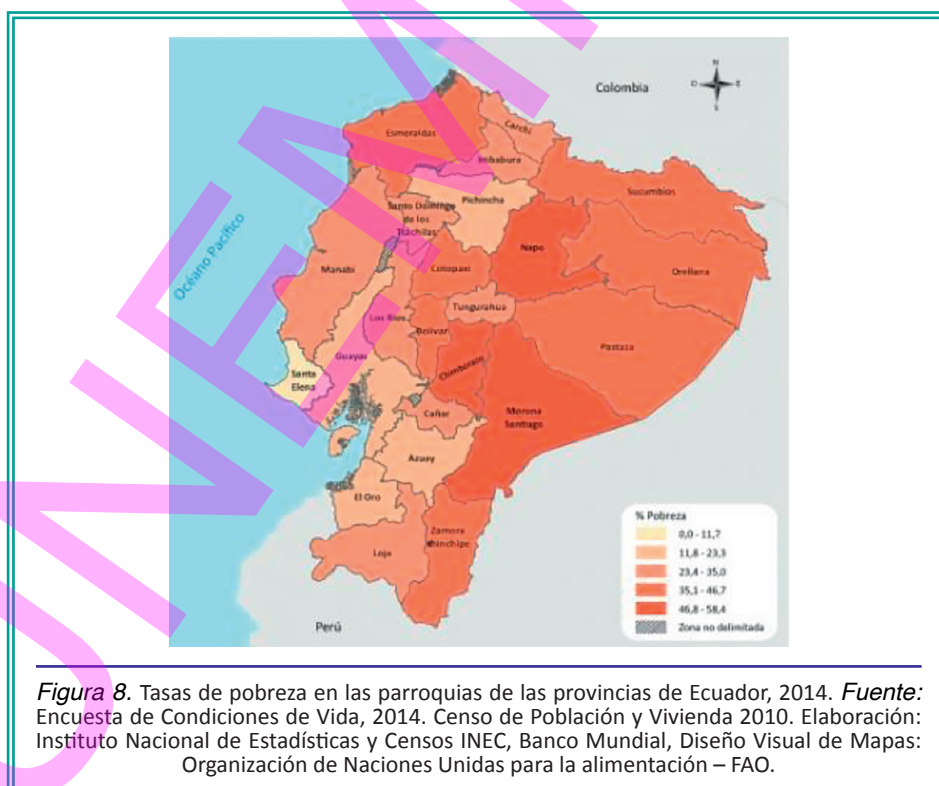 Colombia
N
O
E
S
Carchi
Esmeraldas
Imbabura
Sucumbíos
Pichincha
Santo Domingo
de los
Tsáchilas
Océano Pacífico
Napo
Orellana
Manabí
Cotopaxi
Tungurahua
Los Ríos
Bolívar
Pastaza
Guayas
Chimborazo
Santa
Elena
Morona
Santiago
Cañar
Azuay
El Oro
Zamora
Chinchipe
Loja
Perú
% Pobreza
0,0 - 11,7
11,8 - 23,3
23,4 - 35,0
35,1 - 46,7
46,8 - 58,4
Zona no delimitada
Figura 8. Tasas de pobreza en las parroquias de las provincias de Ecuador, 2014. Fuente:
Encuesta de Condiciones de Vida, 2014. Censo de Población y Vivienda 2010. Elaboración:
Instituto Nacional de Estadísticas y Censos INEC, Banco Mundial, Diseño Visual de Mapas:
Organización de Naciones Unidas para la alimentación – FAO.